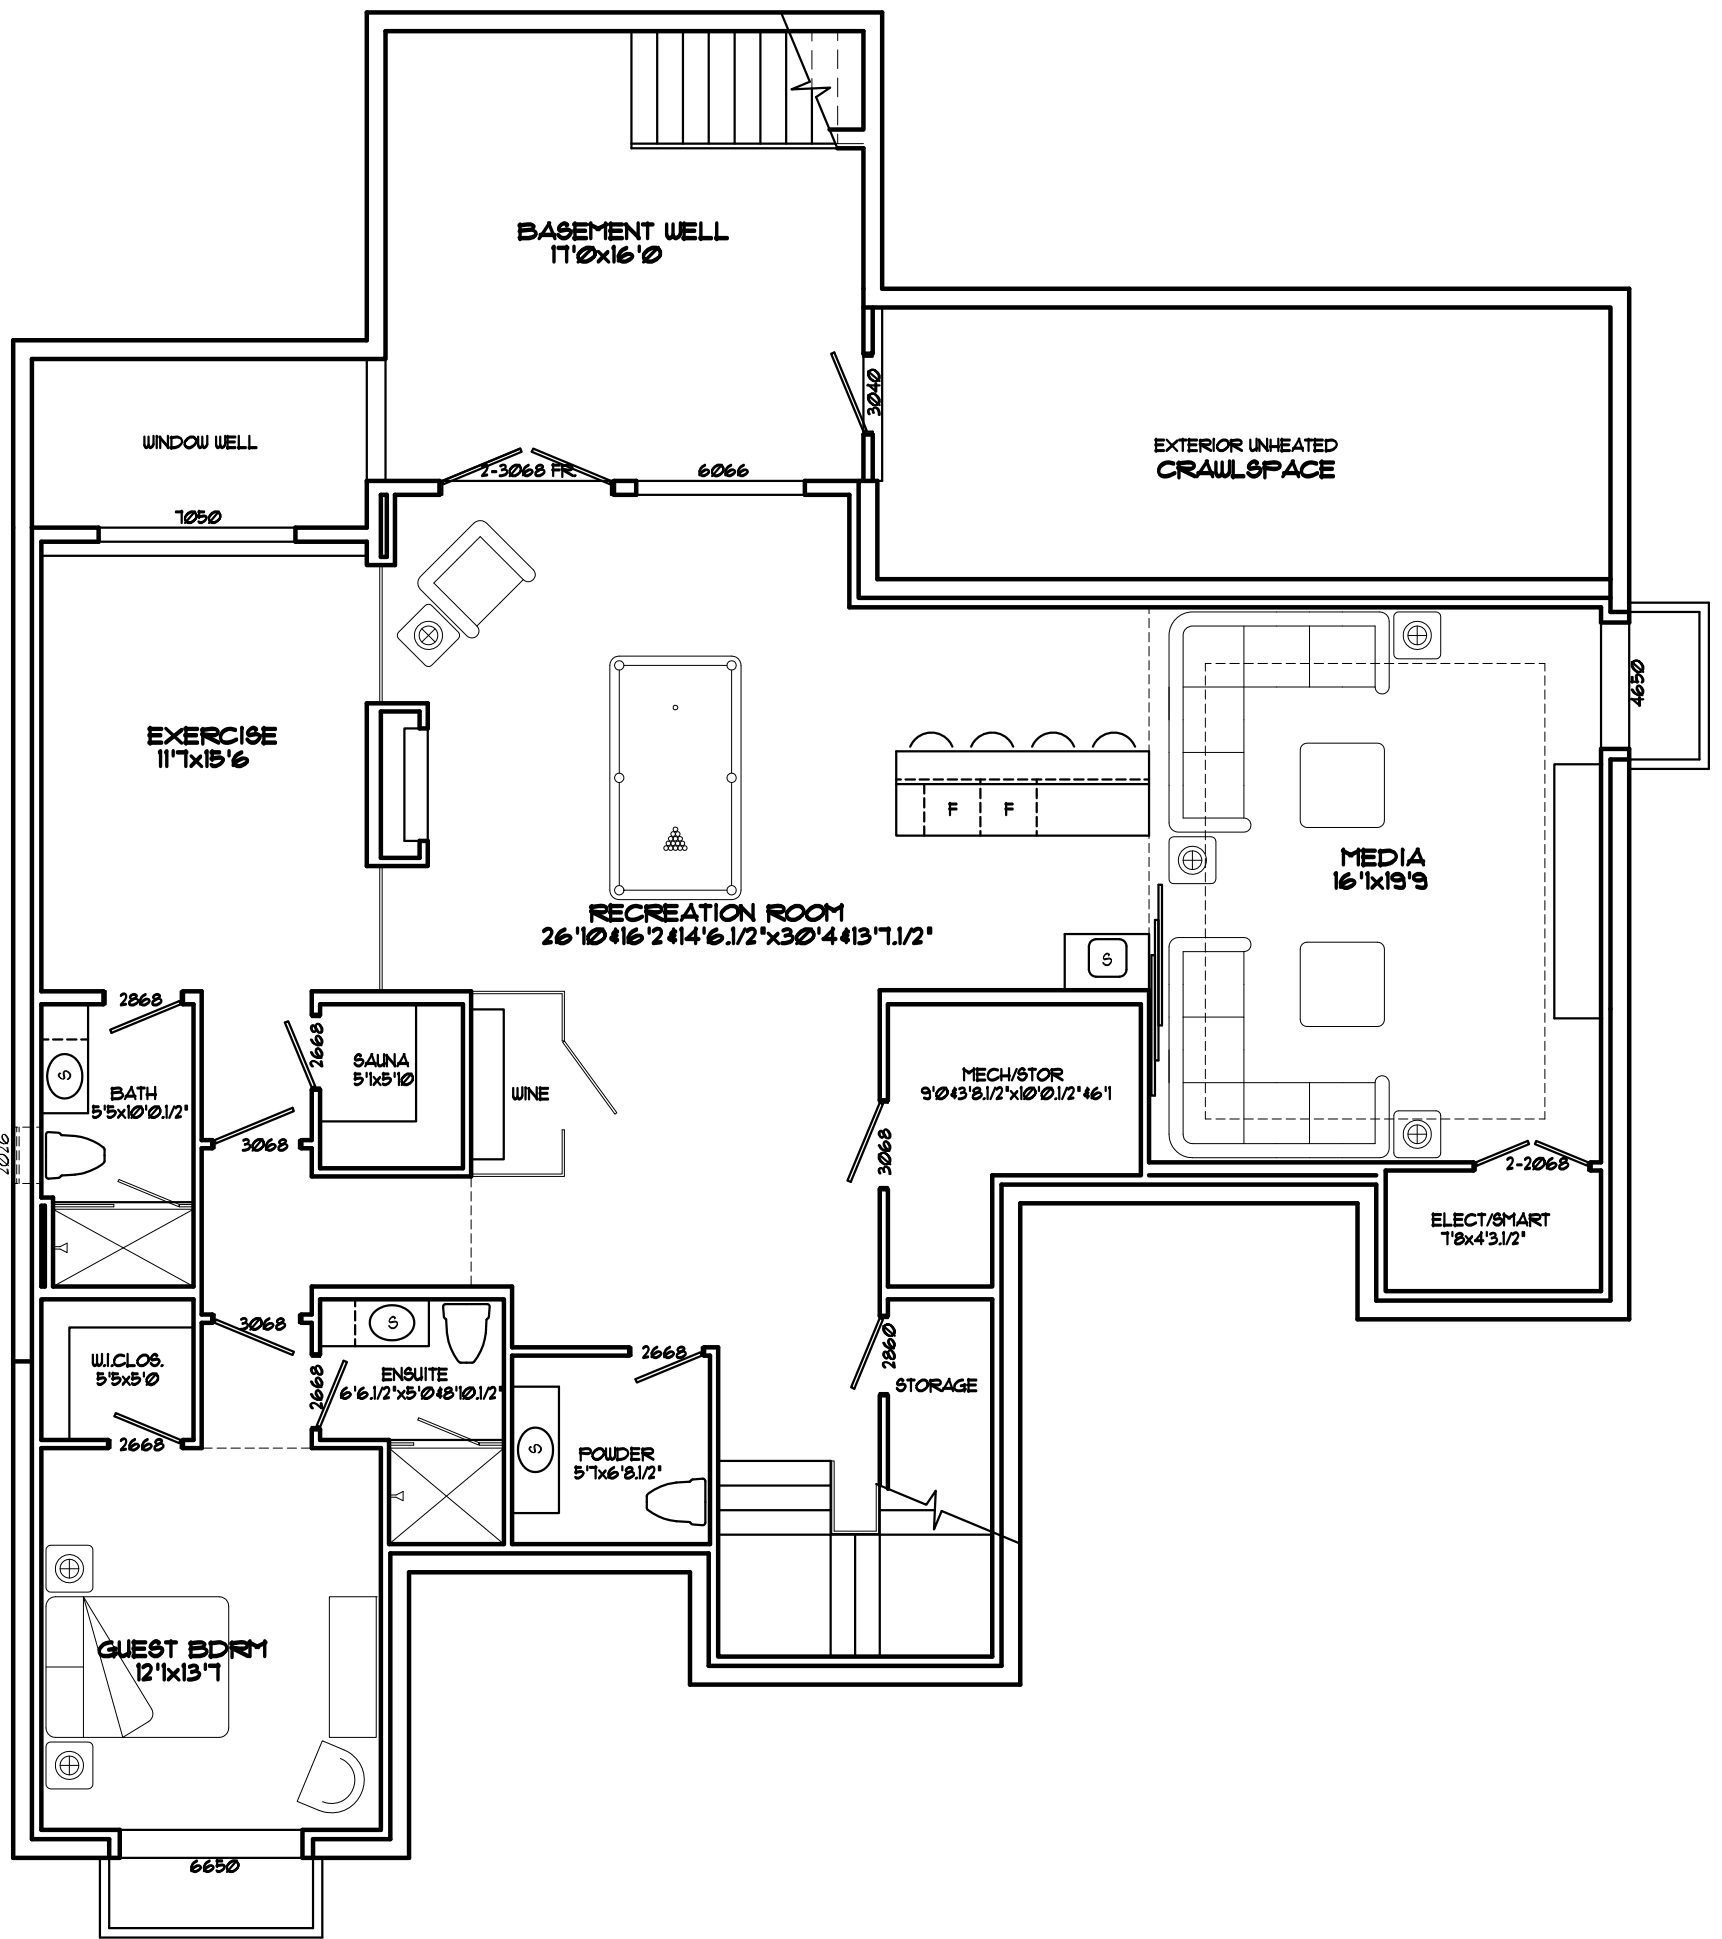 BASEMENT WELL
17'0x16'0
3040
WINDOW WELL
EXTERIOR UNHEATED
CRAWLSPACE
2-3068 FR.
6066
7050
4650
EXERCISE
11'7x15'6
F
F
MEDIA
16'1x19'9
RECREATION ROOM
26'10&16'2&14'6.1/2"x30'4&13'7.1/2"
S
2868
2668
SAUNA
5'1x5'10
S
BATH
5'5x10'0.1/2"
WINE
MECH/STOR
9'0&3'8.1/2"x10'0.1/2"&6'1
2026
3068
3068
2-2068
ELECT/SMART
7'8x4'3.1/2"
3068
S
2668
2860
W.I.CLOS.
5'5x5'0
2668
ENSUITE
6'6.1/2"x5'0&8'10.1/2"
STORAGE
2668
S
POWDER
5'7x6'8.1/2"
GUEST BDRM
12'1x13'7
6650